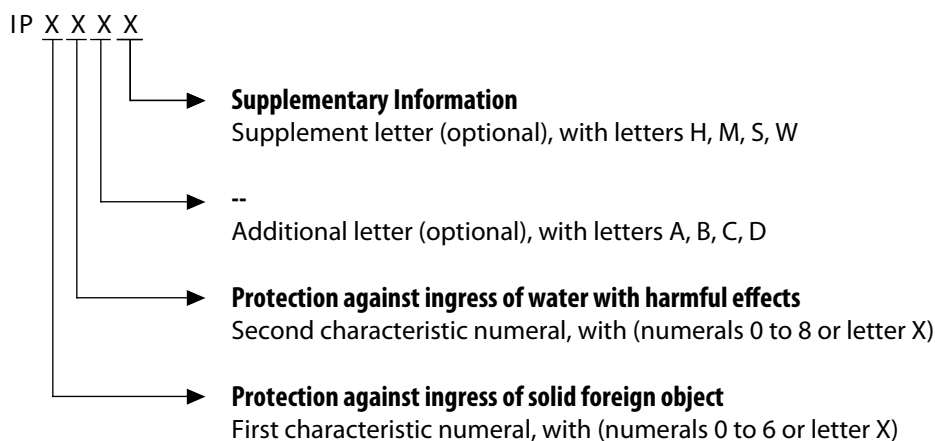 IP X X X X
Supplementary Information
Supplement letter (optional), with letters H, M, S, W
--
Additional letter (optional), with letters A, B, C, D
Protection against ingress of water with harmful effects
Second characteristic numeral, with (numerals 0 to 8 or letter X)
Protection against ingress of solid foreign object
First characteristic numeral, with (numerals 0 to 6 or letter X)